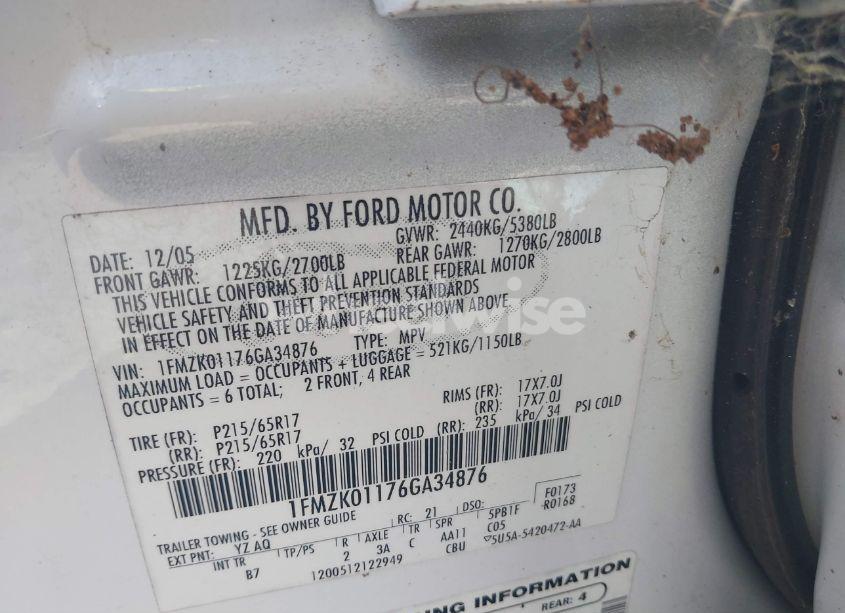 MFD. BY FORD MOTOR CO.
DATE: 12/05 GVWR: 2440KG/5380LB
FRONT GAWR: 1225KG/2700LB REAR GAWR: 1270KG/2800LB
THIS VEHICLE CONFORMS TO ALL APPLICABLE FEDERAL MOTOR
VEHICLE SAFETY AND THEFT PREVENTION STANDARDS
IN EFFECT ON THE DATE OF MANUFACTURE SHOWN ABOVE
VIN: 1FMZK01176GA34876 TYPE: MPV
MAXIMUM LOAD = OCCUPANTS + LUGGAGE = 521KG/1150LB
OCCUPANTS = 6 TOTAL; 2 FRONT, 4 REAR
TIRE (FR): P215/65R17 RIMS (FR): 17X7.0J
(RR): P215/65R17 (RR): 17X7.0J
PRESSURE (FR): 220 kPa/ 32 PSI COLD (RR): 235 kPa/ 34 PSI COLD
1FMZK01176GA34876
TRAILER TOWING - SEE OWNER GUIDE RC: 21 DSO: F0173
EXT PNT: YZ AQ R AXLE TR SPR 5PB1F R0168
INT TR TP/PS 2 3A C AA11 C05
B7 CBU 5U5A-5420472-AA
1200512122949
ING INFORMATION
REAR: 4